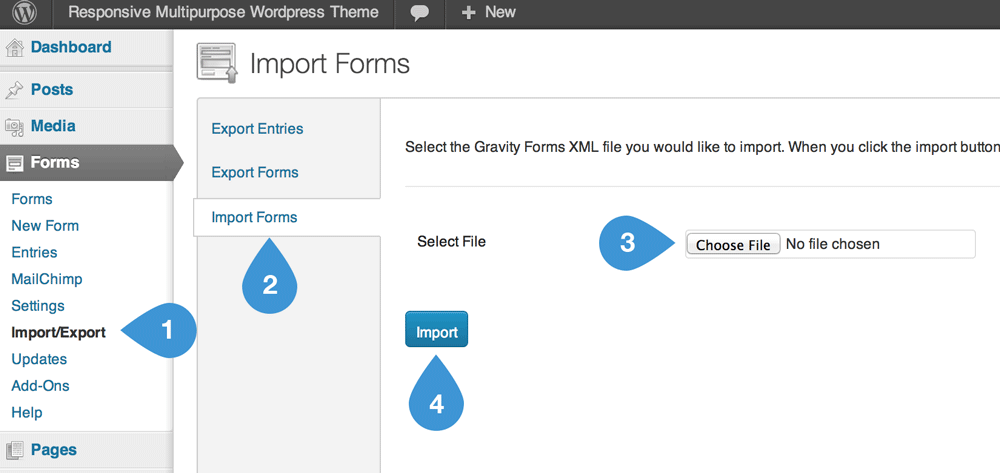 Responsive Multipurpose Wordpress Theme
+ New
Dashboard
Posts
Media
Forms
Forms
New Form
Entries
MailChimp
Settings
Import/Export
Updates
Add-Ons
Help
Pages
1
Import Forms
Export Entries
Export Forms
Import Forms
2
Select the Gravity Forms XML file you would like to import. When you click the import button
Select File
3
Choose File No file chosen
Import
4